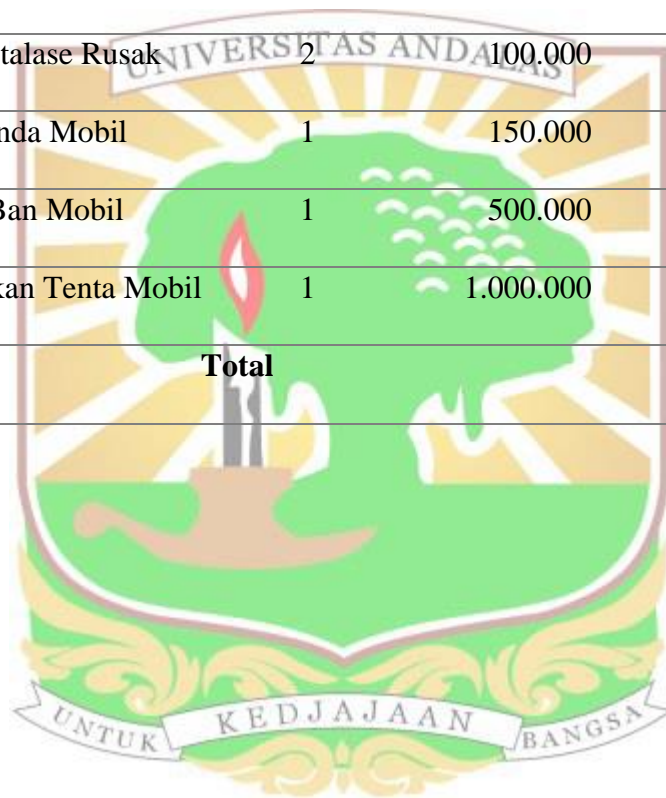 talase Rusak 2 100.000
nda Mobil 1 150.000
Ban Mobil 1 500.000
kan Tenta Mobil 1 1.000.000
Total
UNIVERSITAS ANDALAS
UNTUK KEDJAJAAN BANGSA